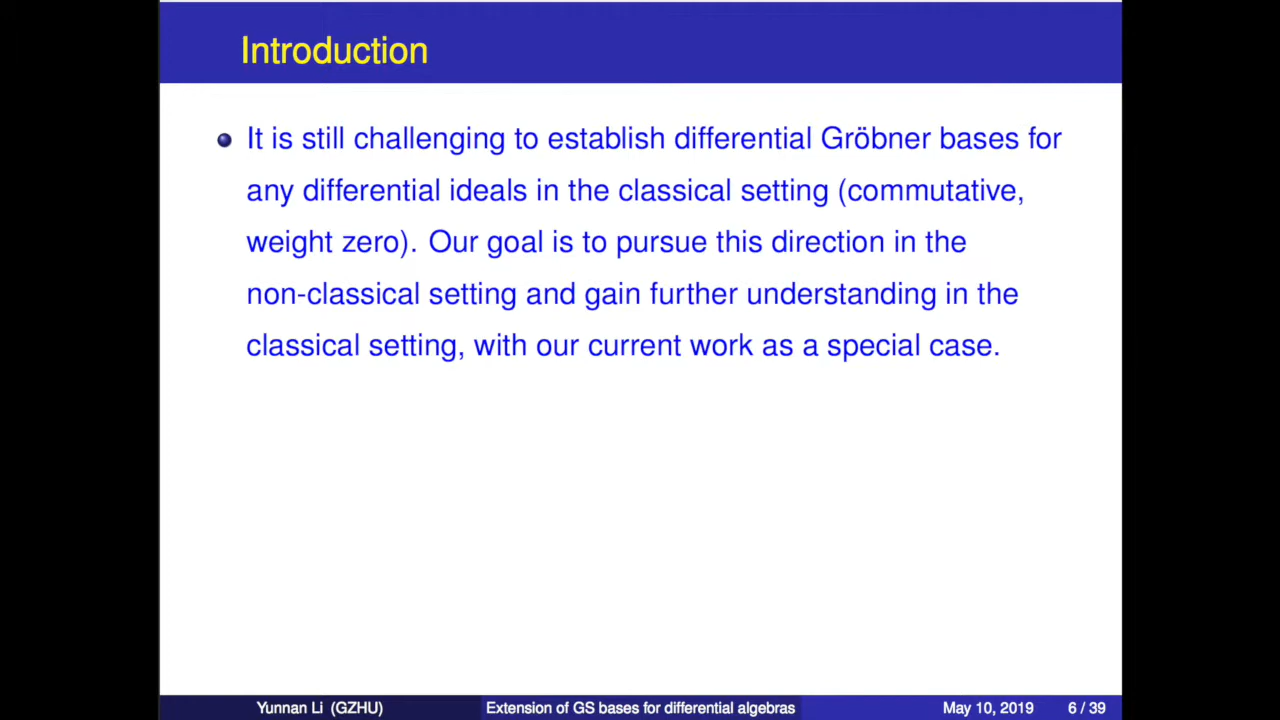 Introduction
It is still challenging to establish differential Gröbner bases for
any differential ideals in the classical setting (commutative,
weight zero). Our goal is to pursue this direction in the
non-classical setting and gain further understanding in the
classical setting, with our current work as a special case.
Yunnan Li (GZHU) Extension of GS bases for differential algebras May 10, 2019 6 / 39